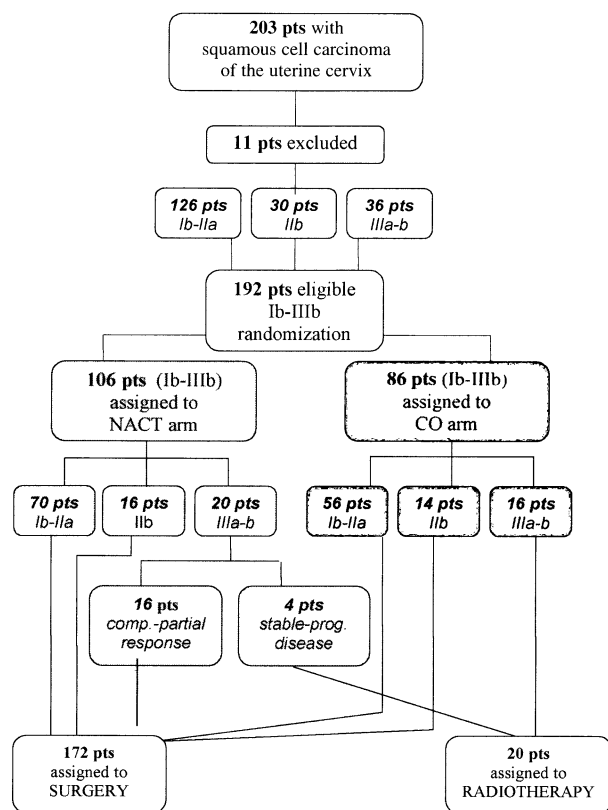 203 pts with
squamous cell carcinoma
of the uterine cervix
11 pts excluded
126 pts
Ib-IIa
30 pts
IIb
36 pts
IIIa-b
192 pts eligible
Ib-IIIb
randomization
106 pts (Ib-IIIb)
assigned to
NACT arm
86 pts (Ib-IIIb)
assigned to
CO arm
70 pts
Ib-IIa
16 pts
IIb
20 pts
IIIa-b
56 pts
Ib-IIa
14 pts
IIb
16 pts
IIIa-b
16 pts
comp.-partial
response
4 pts
stable-prog.
disease
172 pts
assigned to
SURGERY
20 pts
assigned to
RADIOTHERAPY